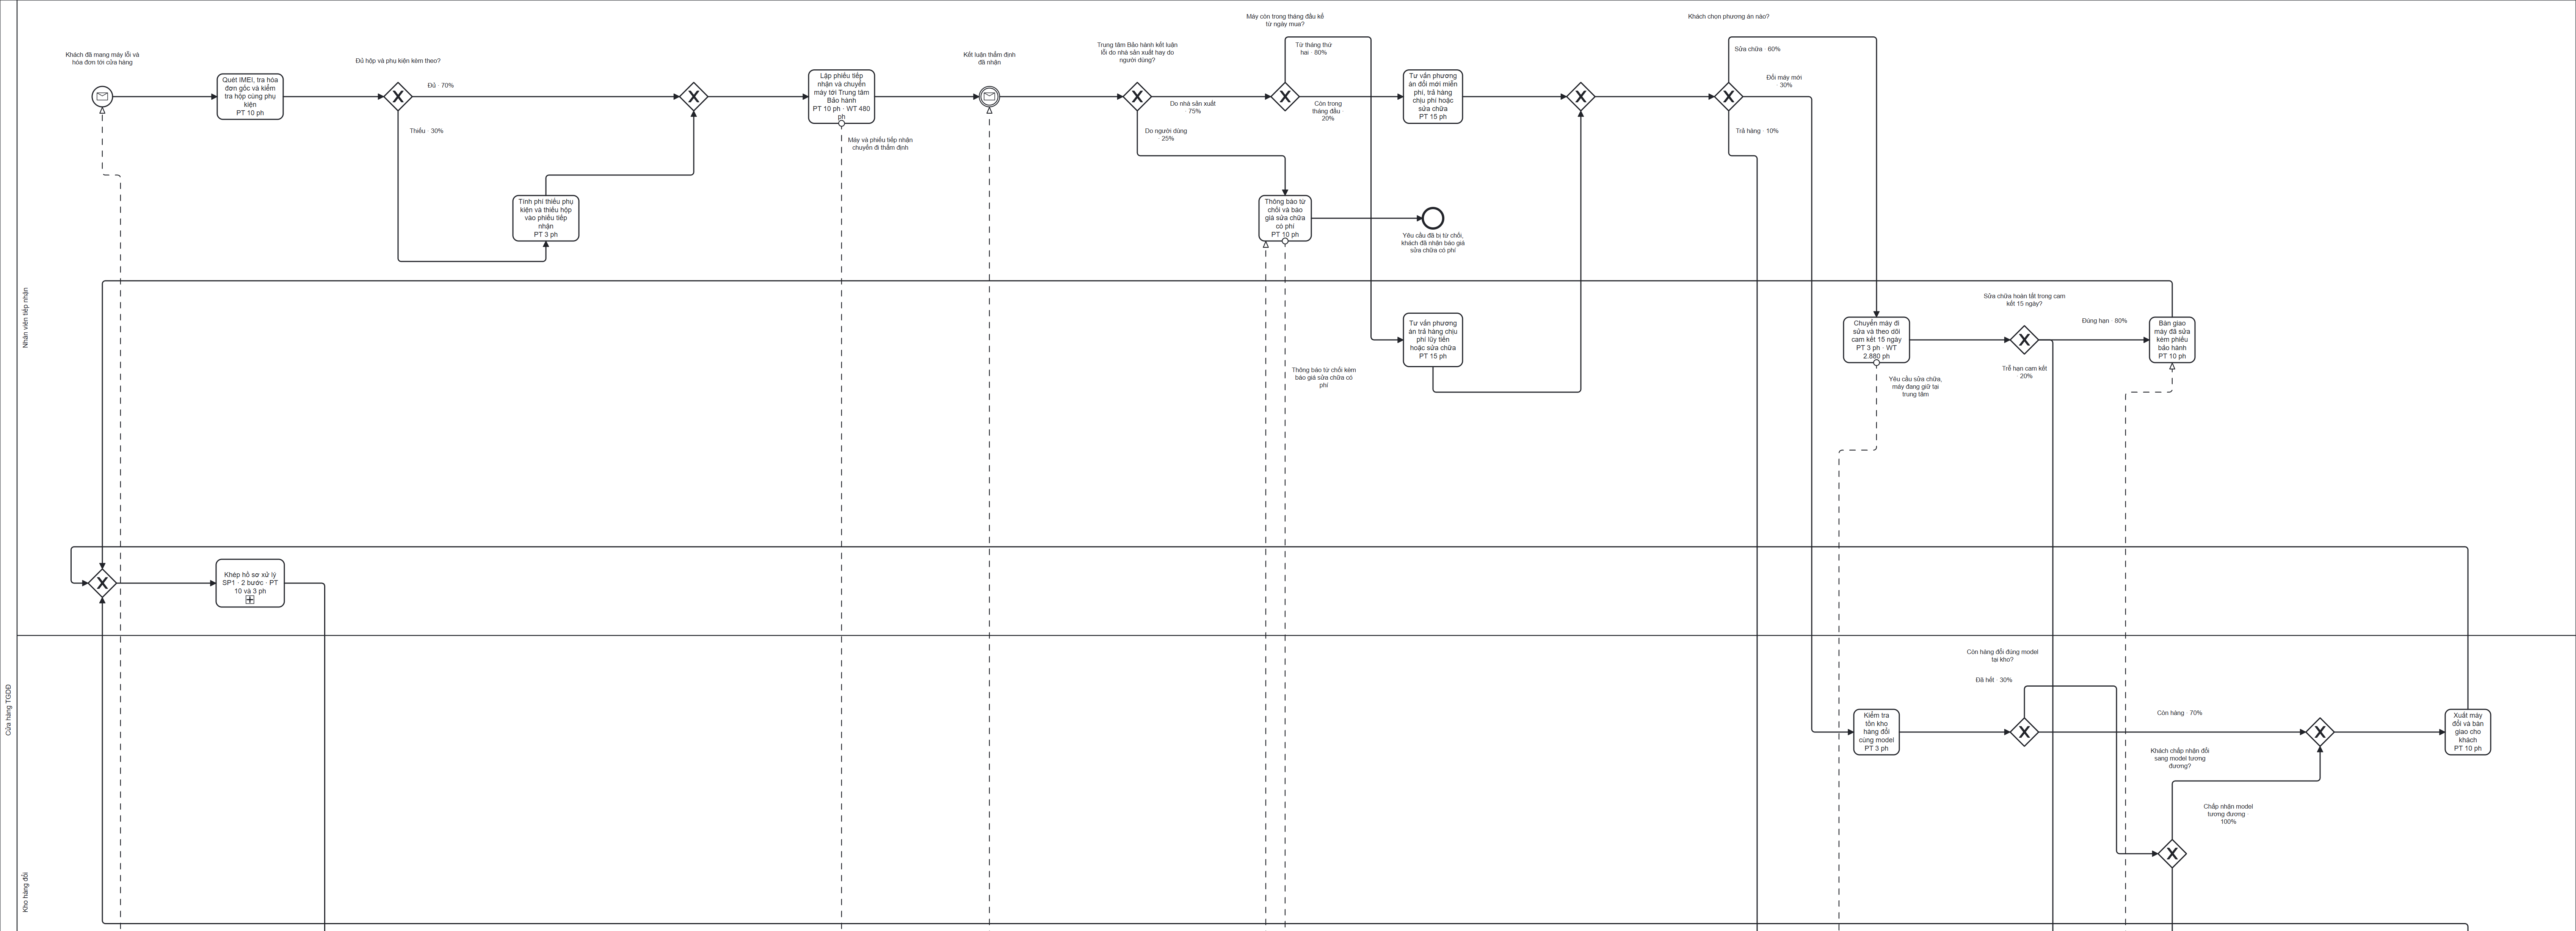 Máy còn trong tháng đầu kể
từ ngày mua?
Khách chọn phương án nào?
Khách đã mang máy lỗi và
hóa đơn tới cửa hàng
Đủ hộp và phụ kiện kèm theo?
Kết luận thẩm định
đã nhận
Trung tâm Bảo hành kết luận
lỗi do nhà sản xuất hay do
người dùng?
Từ tháng thứ
hai · 80%
Sửa chữa · 60%
Quét IMEI, tra hóa
đơn gốc và kiểm
tra hộp cùng phụ
kiện
PT 10 ph
Đủ · 70%
Thiếu · 30%
Lập phiếu tiếp
nhận và chuyển
máy tới Trung tâm
Bảo hành
PT 10 ph · WT 480
ph
Máy và phiếu tiếp nhận
chuyển đi thẩm định
Do nhà sản xuất
· 75%
Do người dùng
25%
Còn trong
tháng đầu
20%
Tư vấn phương
án đổi mới miễn
phí, trả hàng
chịu phí hoặc
sửa chữa
PT 15 ph
Đổi máy mới
· 30%
Trả hàng · 10%
Tính phí thiếu phụ
kiện và thiếu hộp
vào phiếu tiếp
nhận
PT 3 ph
Thông báo từ
chối và báo
giá sửa chữa
có phí
PT 10 ph
Yêu cầu đã bị từ chối,
khách đã nhận báo giá
sửa chữa có phí
Nhân viên tiếp nhận
Tư vấn phương
án trả hàng chịu
phí lũy tiến
hoặc sửa chữa
PT 15 ph
Thông báo từ chối kèm
báo giá sửa chữa có
phí
Chuyển máy đi
sửa và theo dõi
cam kết 15 ngày
PT 3 ph · WT
2.880 ph
Yêu cầu sửa chữa,
máy đang giữ tại
trung tâm
Sửa chữa hoàn tất trong cam
kết 15 ngày?
Đúng hạn · 80%
Trễ hạn cam kết
· 20%
Bàn giao
máy đã sửa
kèm phiếu
bảo hành
PT 10 ph
Khép hồ sơ xử lý
SP1 · 2 bước · PT
10 và 3 ph
Cửa hàng TGDĐ
Kho hàng đổi
Còn hàng đổi đúng model
tại kho?
Đã hết · 30%
Kiểm tra
tồn kho
hàng đổi
cùng model
PT 3 ph
Còn hàng · 70%
Khách chấp nhận đổi
sang model tương
đương?
Chấp nhận model
tương đương ·
100%
Xuất máy
đổi và bàn
giao cho
khách
PT 10 ph